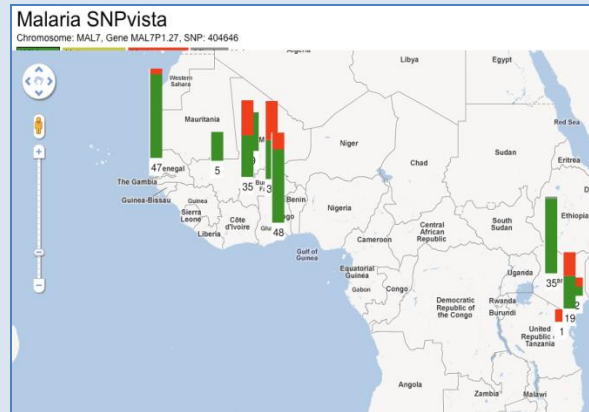 Malaria SNPvista
Chromosome: MAL7, Gene MAL7P1.27, SNP: 404646
Algeria
Libya
Egypt
Western
Sahara
Red Sea
Mauritania
Niger
Sudan
Eritrea
Chad
47
enegal
5
9
35
3
The Gambia
Guinea-Bissau
Guinea
Sierra
Leone
Liberia
Côte
d'Ivoire
Benin
Nigeria
48
Gulf of
Guinea
Cameroon
Central
African
Republic
South
Sudan
Ethiopia
Equatorial
Guinea
Gabon
Congo
Democratic
Republic of
the Congo
Uganda
Rwanda
Burundi
35
2
19
1
United
Republic of
Tanzania
Angola
Zambia
Malawi